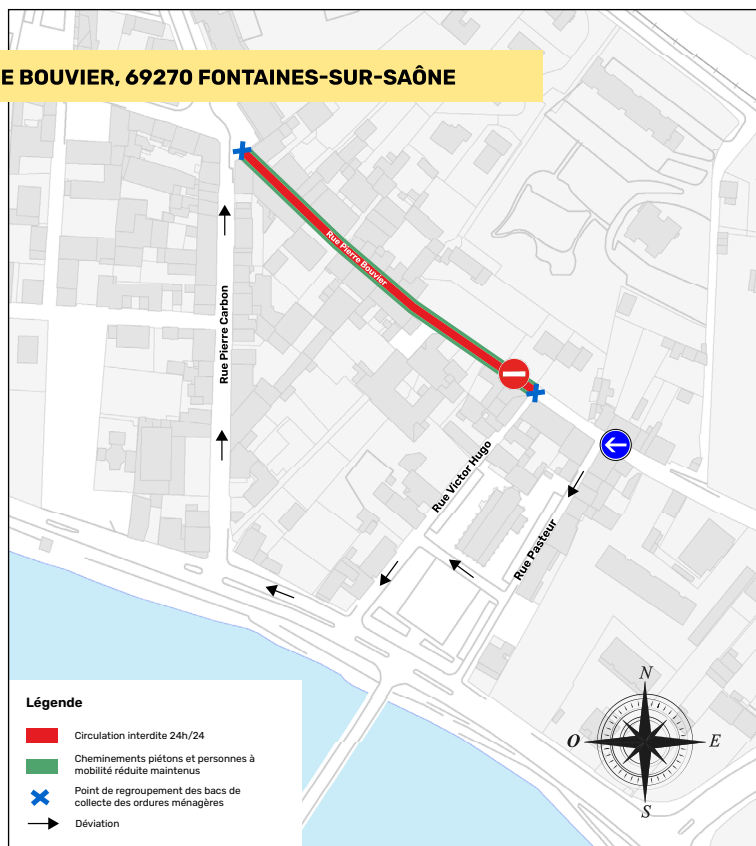 E BOUVIER, 69270 FONTAINES-SUR-SAÔNE
Rue Pierre Bouvier
Rue Pierre Carbon
Rue Victor Hugo
Rue Pasteur
N
O
E
S
Légende
Circulation interdite 24h/24
Cheminements piétons et personnes à
mobilité réduite maintenus
Point de regroupement des bacs de
collecte des ordures ménagères
Déviation